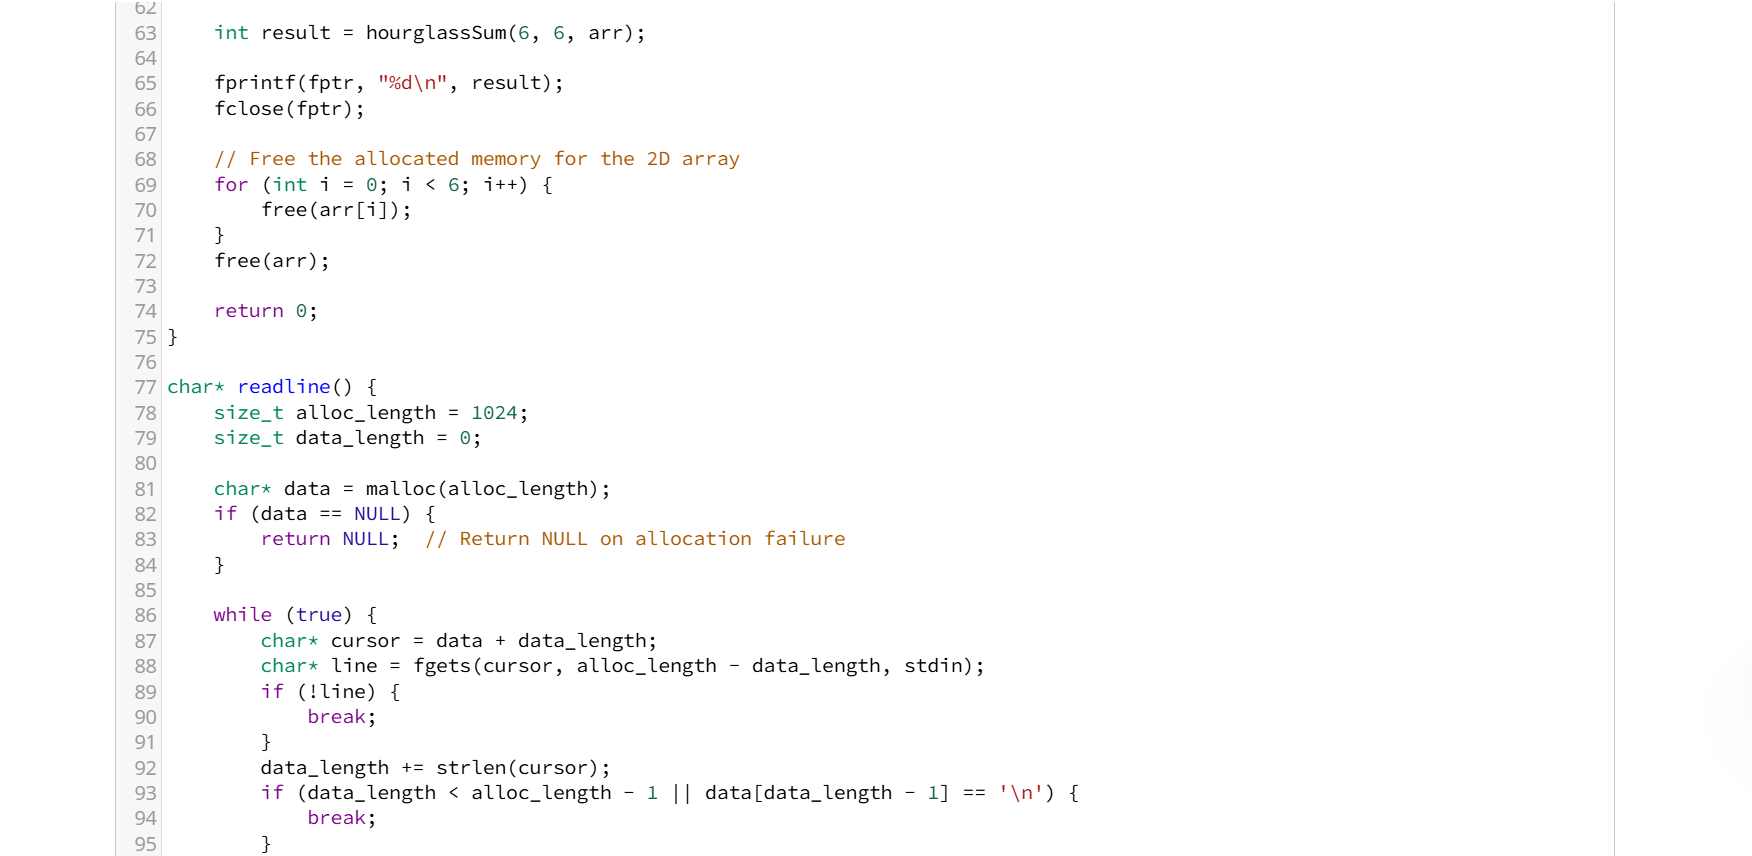 62
63     int result = hourglassSum(6, 6, arr);
64
65     fprintf(fptr, "%d\n", result);
66     fclose(fptr);
67
68     // Free the allocated memory for the 2D array
69     for (int i = 0; i < 6; i++) {
70         free(arr[i]);
71     }
72     free(arr);
73
74     return 0;
75 }
76
77 char* readline() {
78     size_t alloc_length = 1024;
79     size_t data_length = 0;
80
81     char* data = malloc(alloc_length);
82     if (data == NULL) {
83         return NULL;  // Return NULL on allocation failure
84     }
85
86     while (true) {
87         char* cursor = data + data_length;
88         char* line = fgets(cursor, alloc_length - data_length, stdin);
89         if (!line) {
90             break;
91         }
92         data_length += strlen(cursor);
93         if (data_length < alloc_length - 1 || data[data_length - 1] == '\n') {
94             break;
95         }